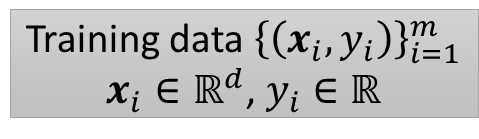 Training data {(𝒙ᵢ, yᵢ)}ᵢ₌₁ᵐ
𝒙ᵢ ∈ ℝᵈ, yᵢ ∈ ℝ